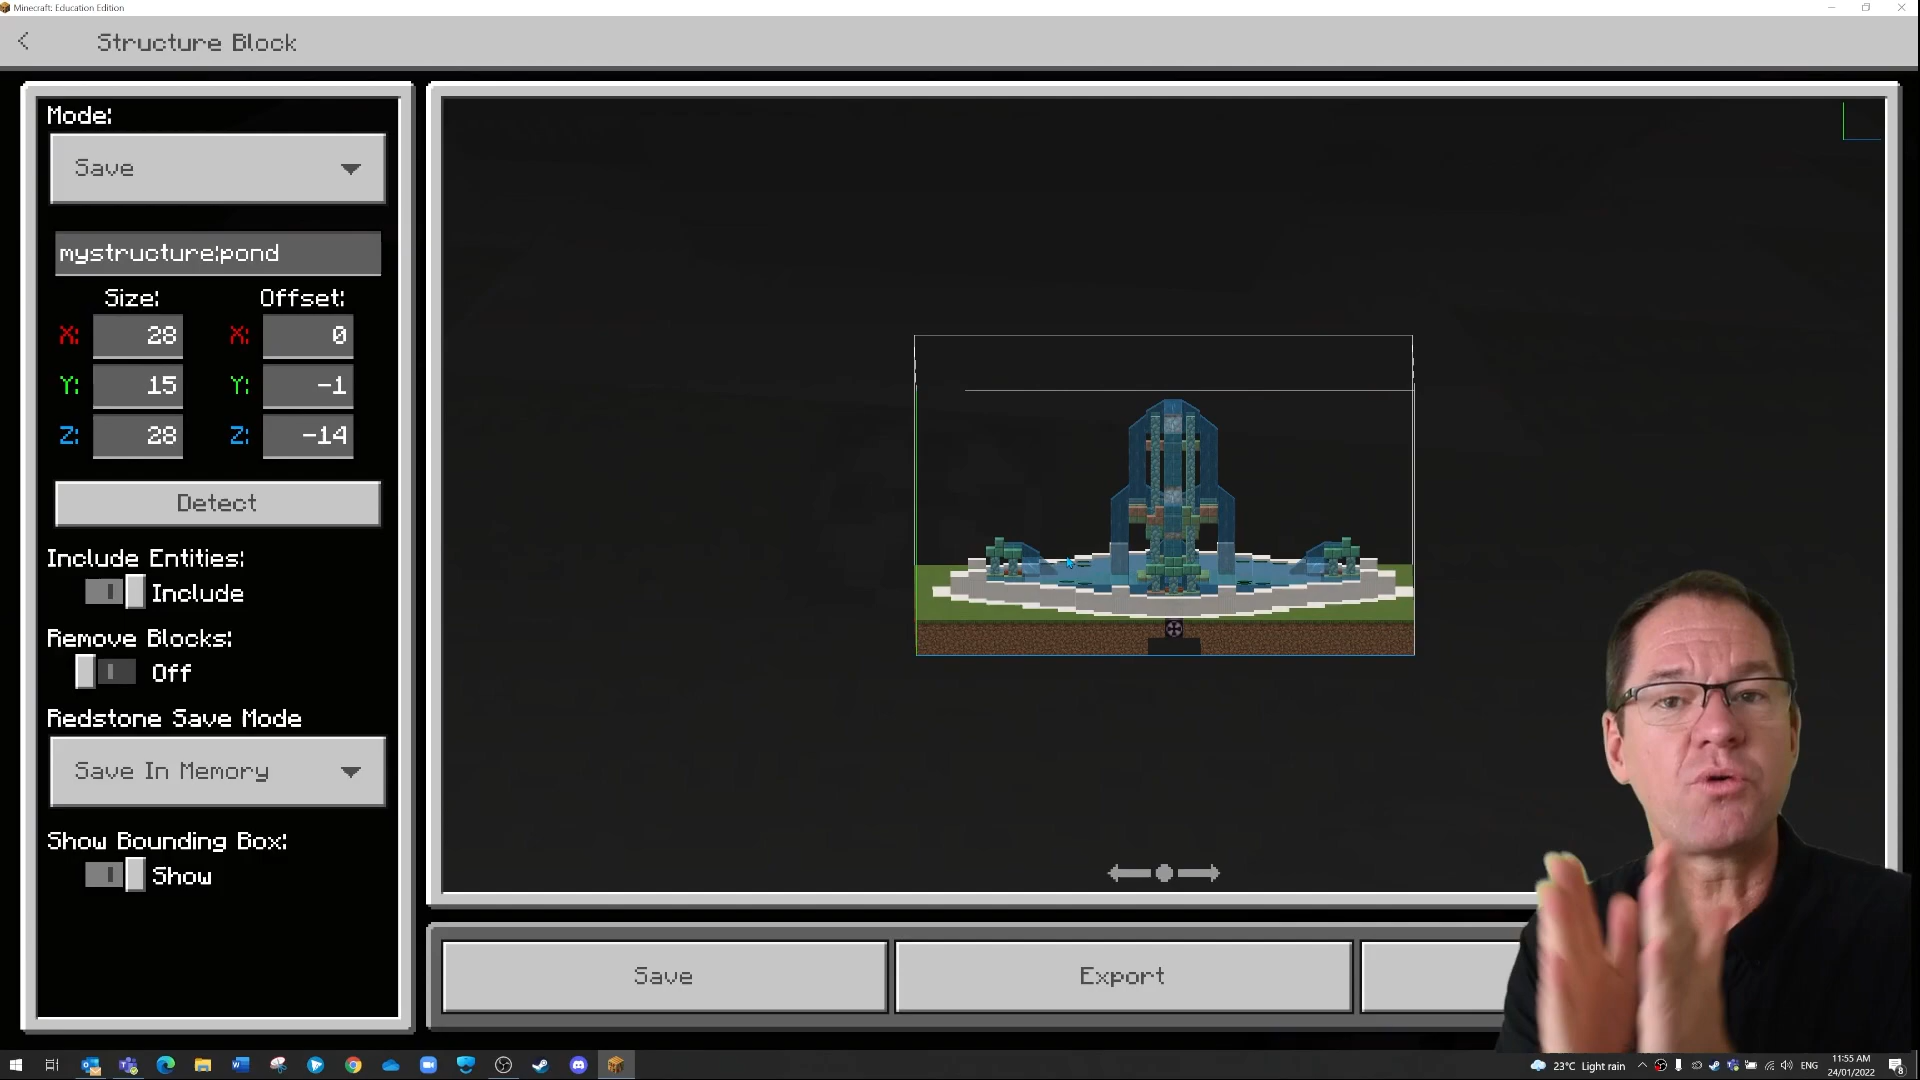 Minecraft: Education Edition
Structure Block
Mode:
Save
mystructure:pond
Size: Offset:
X: 28 X: 0
Y: 15 Y: -1
Z: 28 Z: -14
Detect
Include Entities:
Include
Remove Blocks:
Off
Redstone Save Mode
Save In Memory
Show Bounding Box:
Show
Save Export
23°C Light rain ENG 11:55 AM
24/01/2022